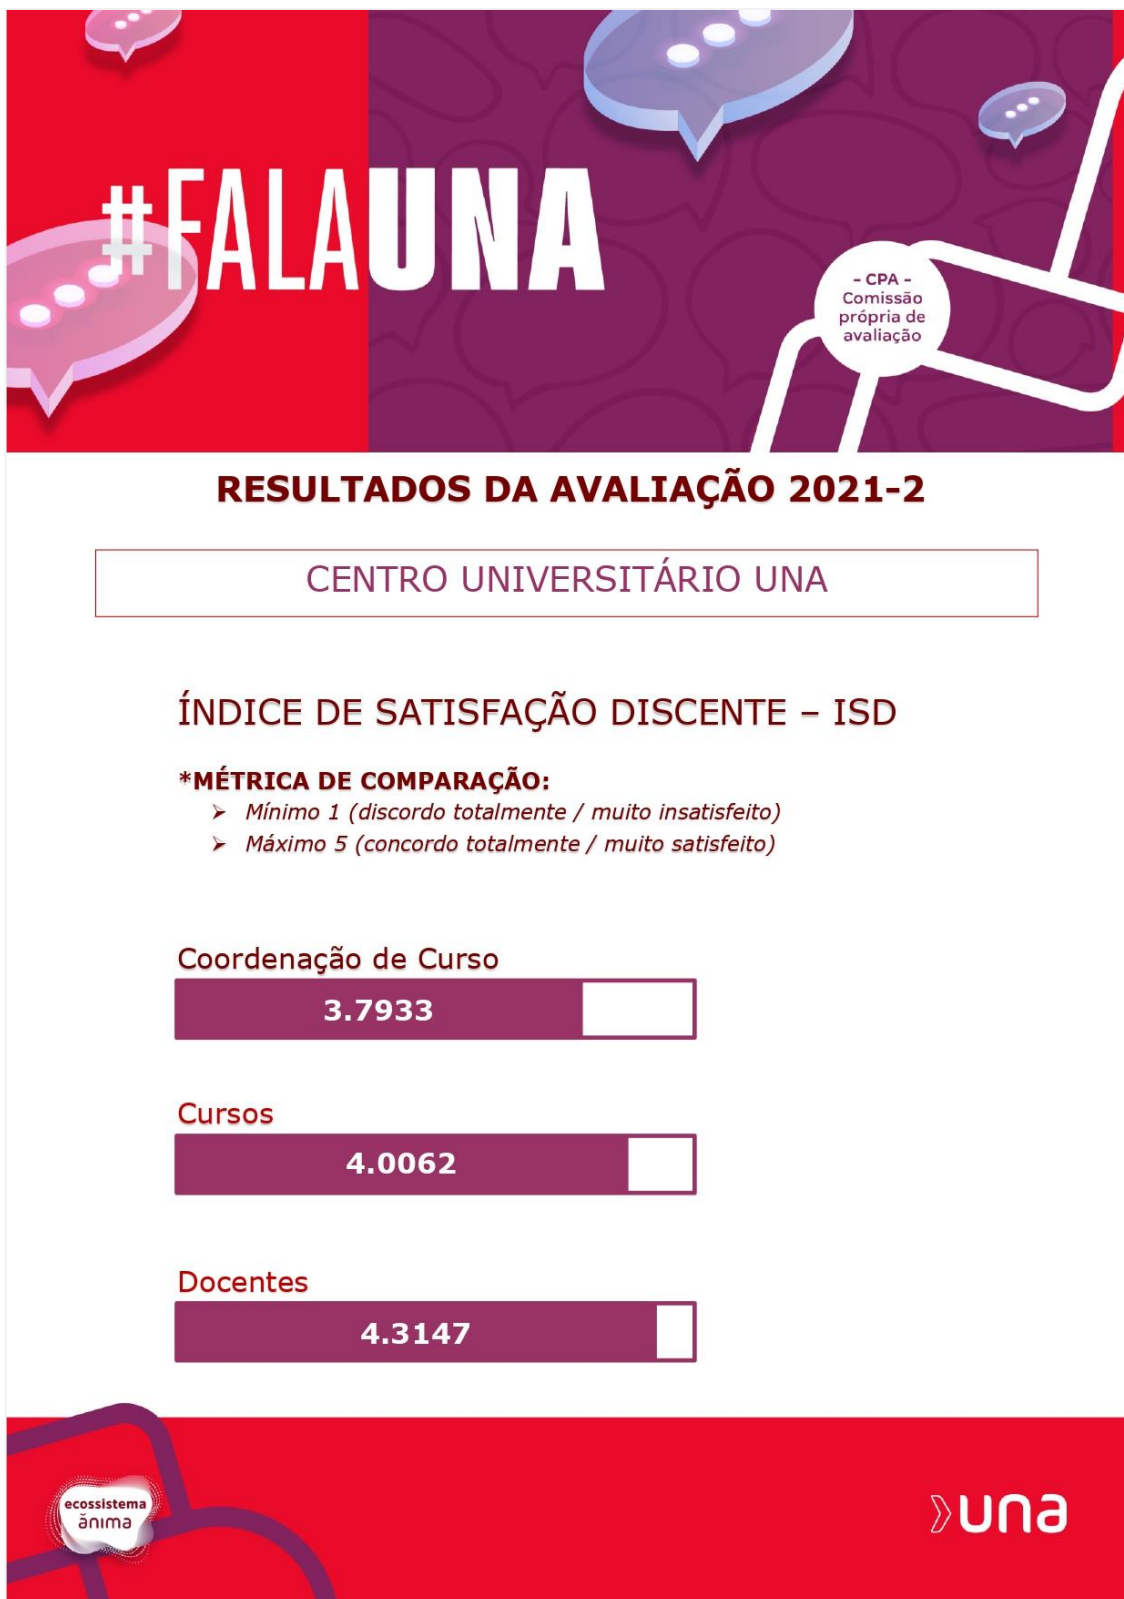 #FALAUNA
- CPA -
Comissão
própria de
avaliação
RESULTADOS DA AVALIAÇÃO 2021-2
CENTRO UNIVERSITÁRIO UNA
ÍNDICE DE SATISFAÇÃO DISCENTE – ISD
*MÉTRICA DE COMPARAÇÃO:
➢ Mínimo 1 (discordo totalmente / muito insatisfeito)
➢ Máximo 5 (concordo totalmente / muito satisfeito)
Coordenação de Curso
3.7933
Cursos
4.0062
Docentes
4.3147
ecossistema
ănıma
una